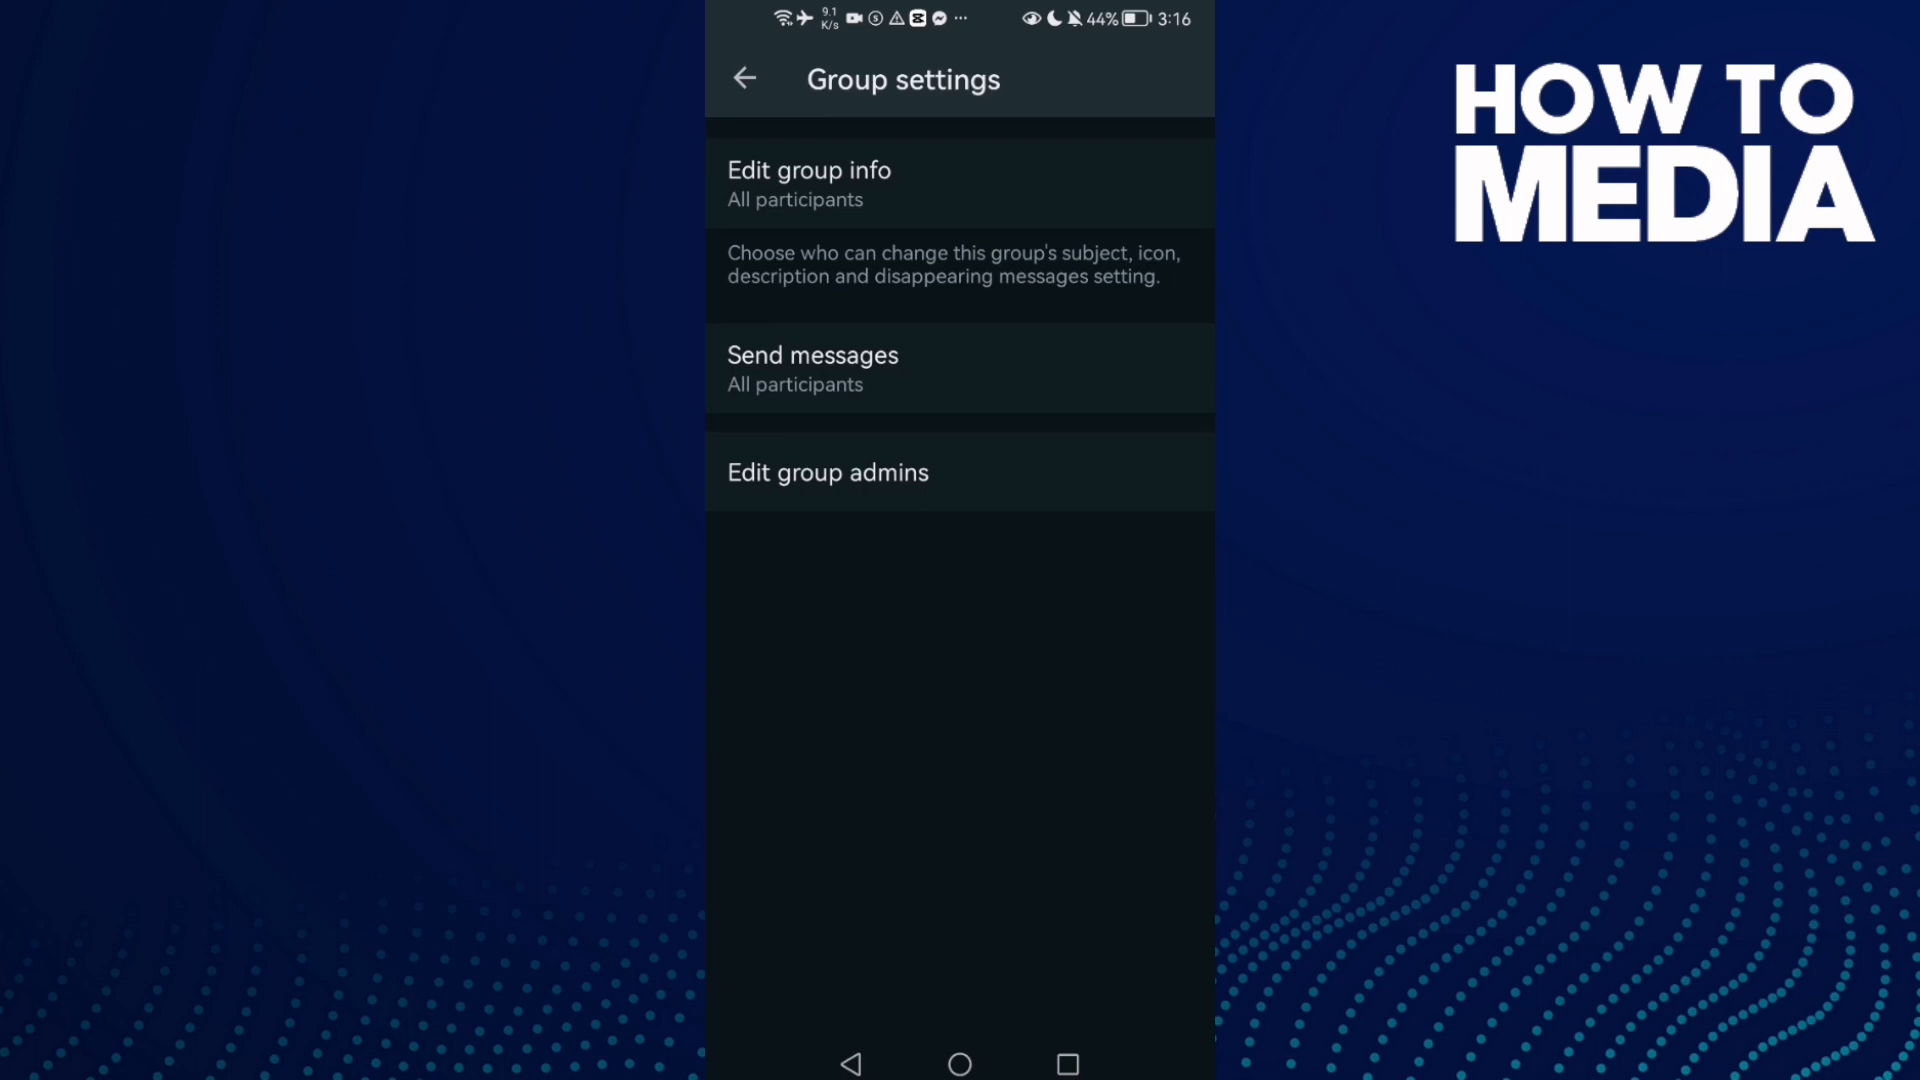 9.1
K/s
44%
3:16
Group settings
Edit group info
All participants
Choose who can change this group's subject, icon,
description and disappearing messages setting.
Send messages
All participants
Edit group admins
HOW TO
MEDIA